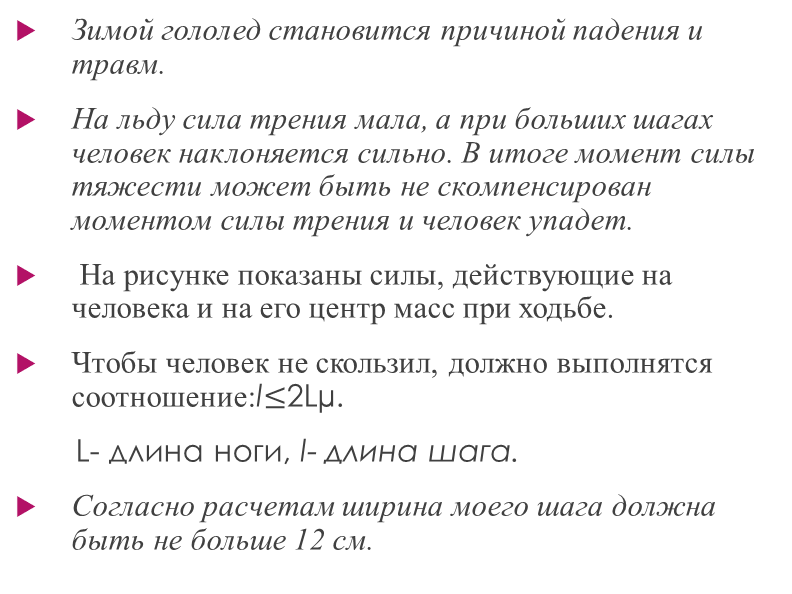 Зимой гололед становится причиной падения и
травм.
На льду сила трения мала, а при больших шагах
человек наклоняется сильно. В итоге момент силы
тяжести может быть не скомпенсирован
моментом силы трения и человек упадет.
На рисунке показаны силы, действующие на
человека и на его центр масс при ходьбе.
Чтобы человек не скользил, должно выполнятся
соотношение:l≤2Lμ.
L- длина ноги, l- длина шага.
Согласно расчетам ширина моего шага должна
быть не больше 12 см.